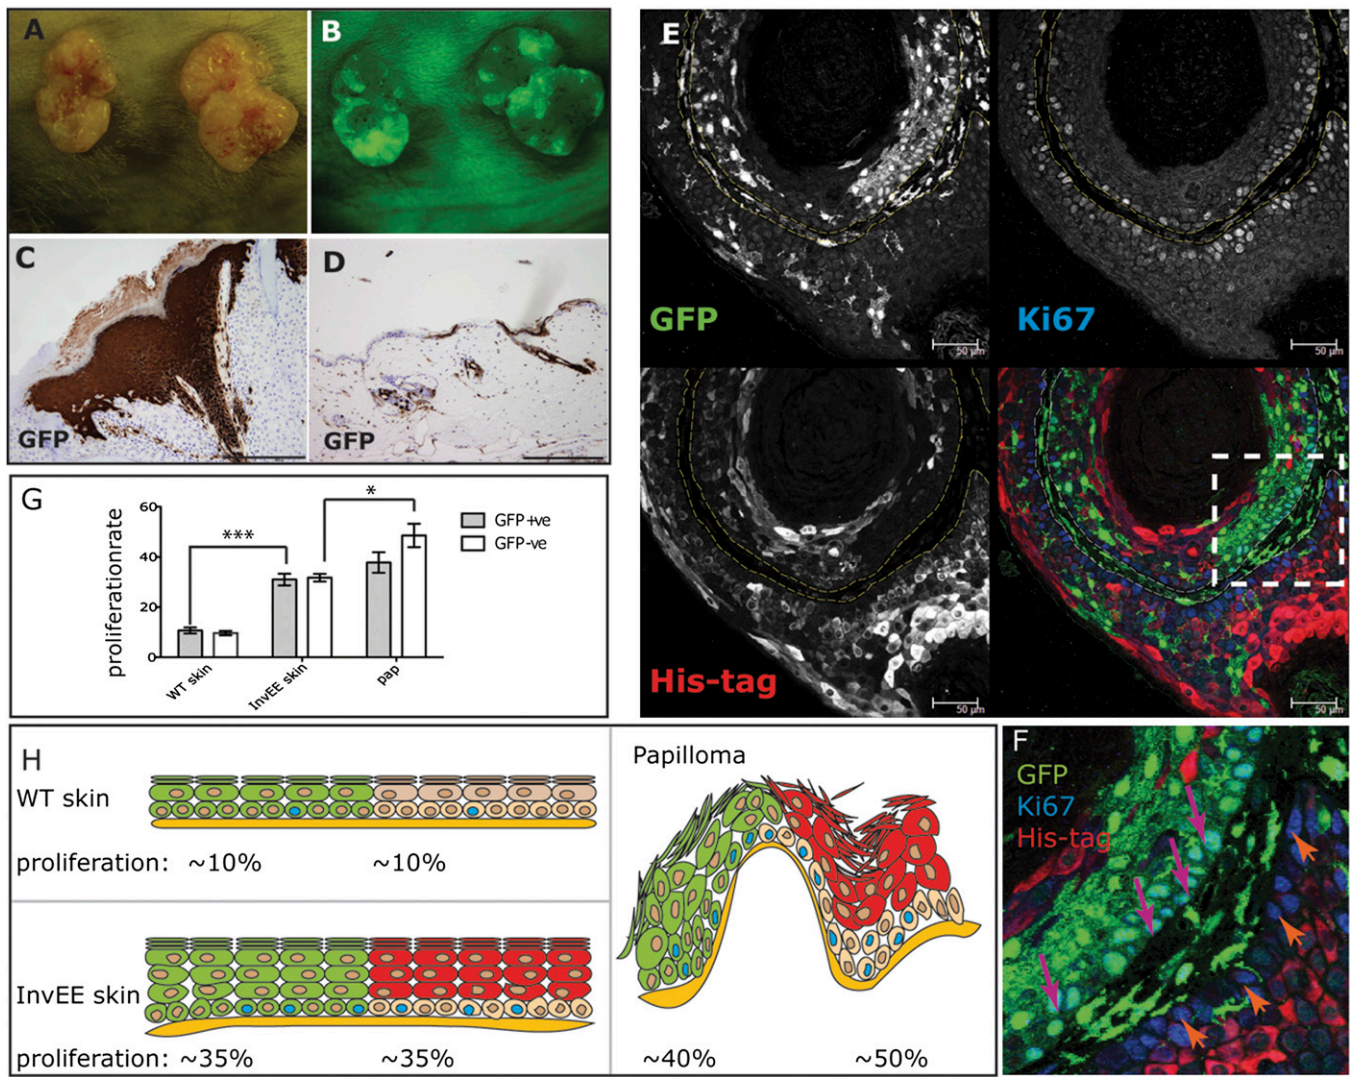 A
B
C
GFP
D
GFP
E
GFP
50 µm
Ki67
50 µm
His-tag
50 µm
50 µm
G
proliferationrate
60
40
20
0
***
*
GFP+ve
GFP-ve
WT skin
InvEE skin
pap
H
WT skin
proliferation: ~10% ~10%
InvEE skin
proliferation: ~35% ~35%
Papilloma
~40% ~50%
F
GFP
Ki67
His-tag